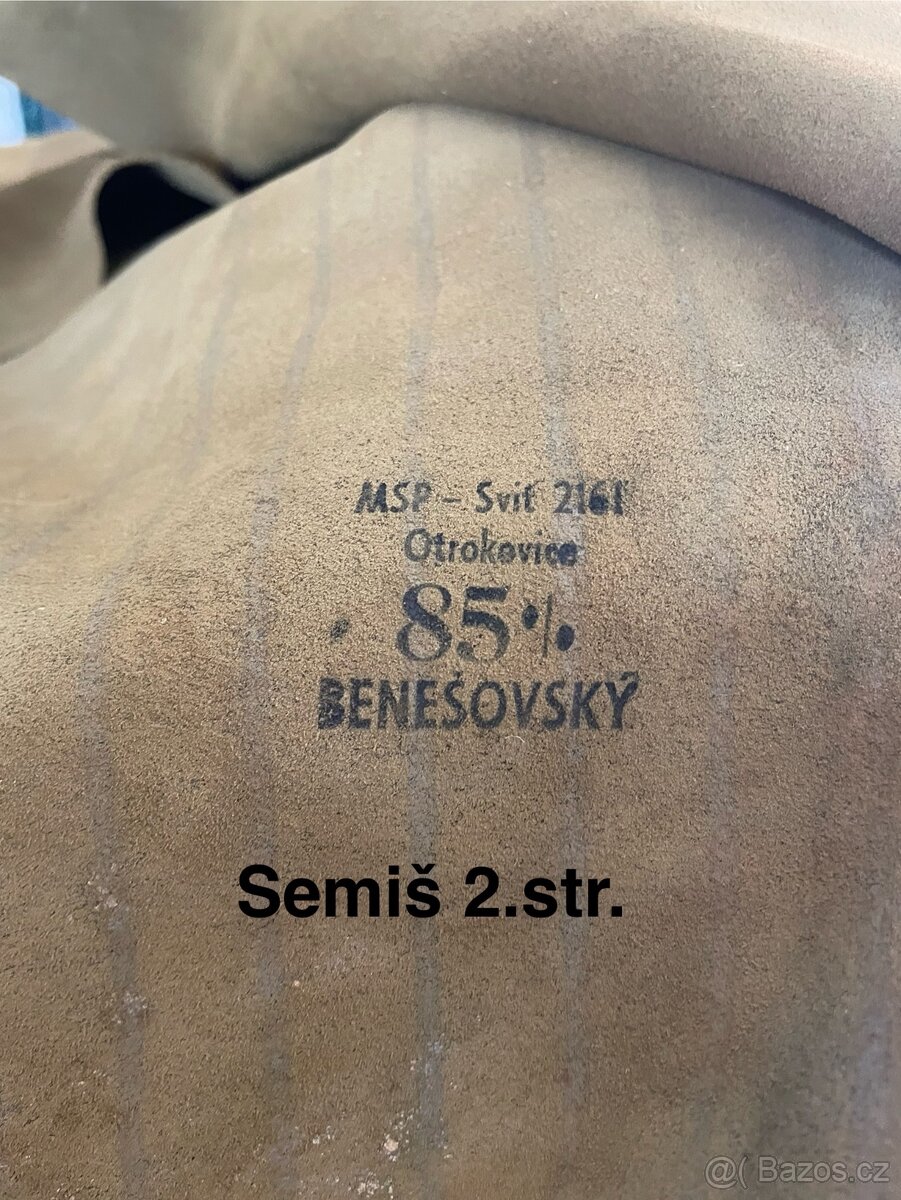 MSP - Svit 2161
Otrokovice
85%
BENEŠOVSKÝ
Semiš 2.str.
@( Bazos.cz